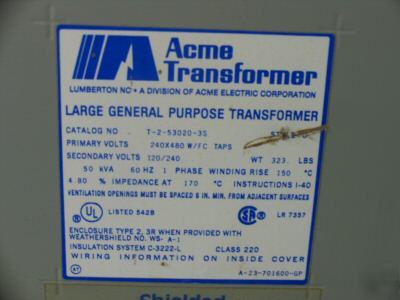 Acme
Transformer
LUMBERTON NC • A DIVISION OF ACME ELECTRIC CORPORATION
LARGE GENERAL PURPOSE TRANSFORMER
CATALOG NO T-2-53020-3S
PRIMARY VOLTS 240X480 W/FC TAPS
SECONDARY VOLTS 120/240 WT 323. LBS
50 KVA 60 HZ 1 PHASE WINDING RISE 150 °C
4.80 % IMPEDANCE AT 170 °C INSTRUCTIONS I-40
VENTILATION OPENINGS MUST BE SPACED 6 IN. MIN. FROM ADJACENT SURFACES
UL LISTED 542B SA LR 7357
ENCLOSURE TYPE 2, 3R WHEN PROVIDED WITH
WEATHERSHIELD NO. WS- A-1
INSULATION SYSTEM C-3222-L CLASS 220
WIRING INFORMATION ON INSIDE COVER
A-23-701600-GP
Shielded